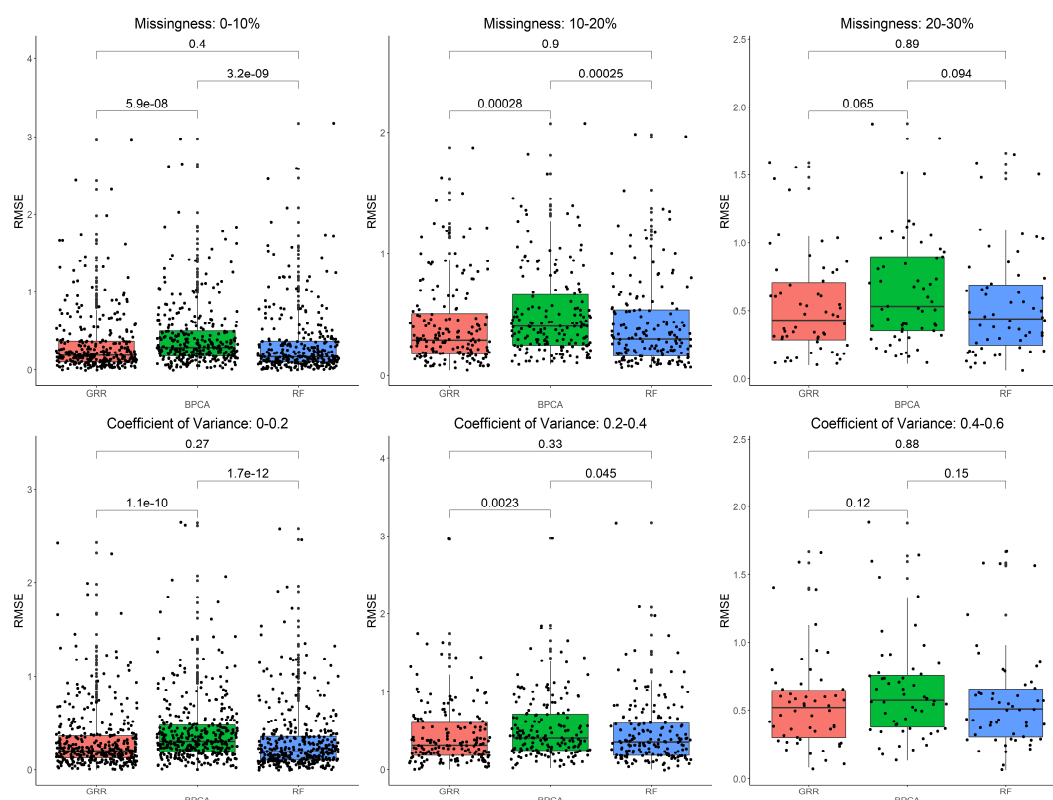 Missingness: 0-10%
Missingness: 10-20%
Missingness: 20-30%
0.4
3.2e-09
5.9e-08
4
3
2
1
0
RMSE
GRR
BPCA
RF
0.9
0.00025
0.00028
2
1
0
RMSE
GRR
BPCA
RF
0.89
0.094
0.065
2.5
2.0
1.5
1.0
0.5
0.0
RMSE
GRR
BPCA
RF
Coefficient of Variance: 0-0.2
Coefficient of Variance: 0.2-0.4
Coefficient of Variance: 0.4-0.6
0.27
1.7e-12
1.1e-10
3
2
1
0
RMSE
GRR
BPCA
RF
0.33
0.045
0.0023
4
3
2
1
0
RMSE
GRR
BPCA
RF
0.88
0.15
0.12
2.5
2.0
1.5
1.0
0.5
0.0
RMSE
GRR
BPCA
RF